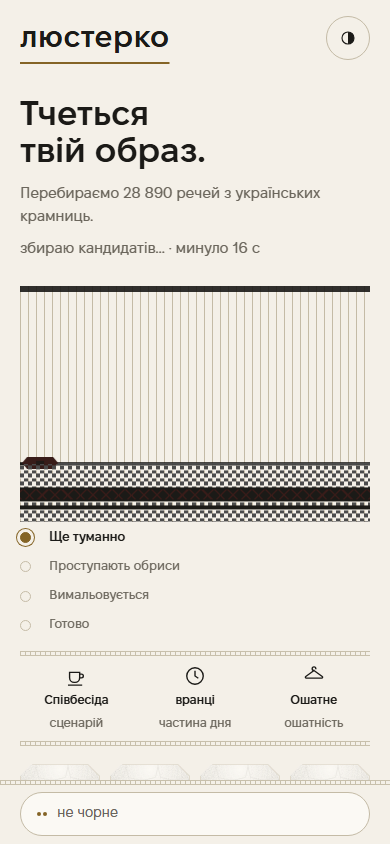 люстерко
Тчеться
твій образ.
Перебираємо 28 890 речей з українських
крамниць.
збираю кандидатів... · минуло 16 с
Ще туманно
Проступають обриси
Вимальовується
Готово
Співбесіда
вранці
Ошатне
сценарій
частина дня
ошатність
не чорне